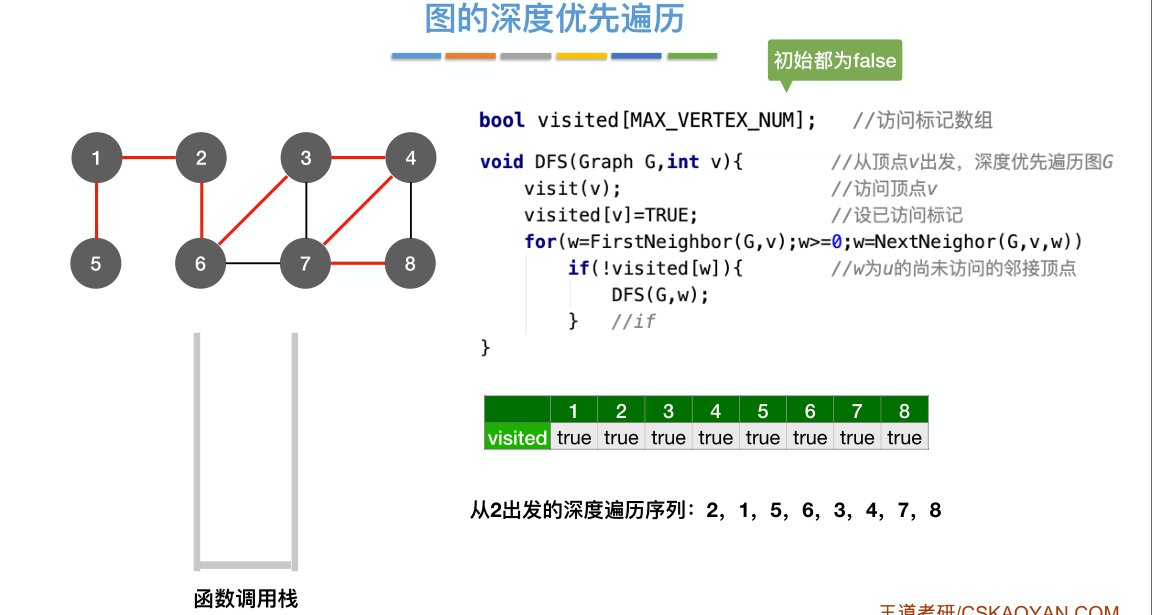 图的深度优先遍历
初始都为false
bool visited[MAX_VERTEX_NUM]; //访问标记数组
void DFS(Graph G,int v){ //从顶点v出发，深度优先遍历图G
visit(v); //访问顶点v
visited[v]=TRUE; //设已访问标记
for(w=FirstNeighbor(G,v);w>=0;w=NextNeighor(G,v,w))
if(!visited[w]){ //w为u的尚未访问的邻接顶点
DFS(G,w);
} //if
}
1 2 3 4
5 6 7 8
1 2 3 4 5 6 7 8
visited true true true true true true true true
从2出发的深度遍历序列：2，1，5，6，3，4，7，8
函数调用栈
王道考研/CSKAOYAN.COM